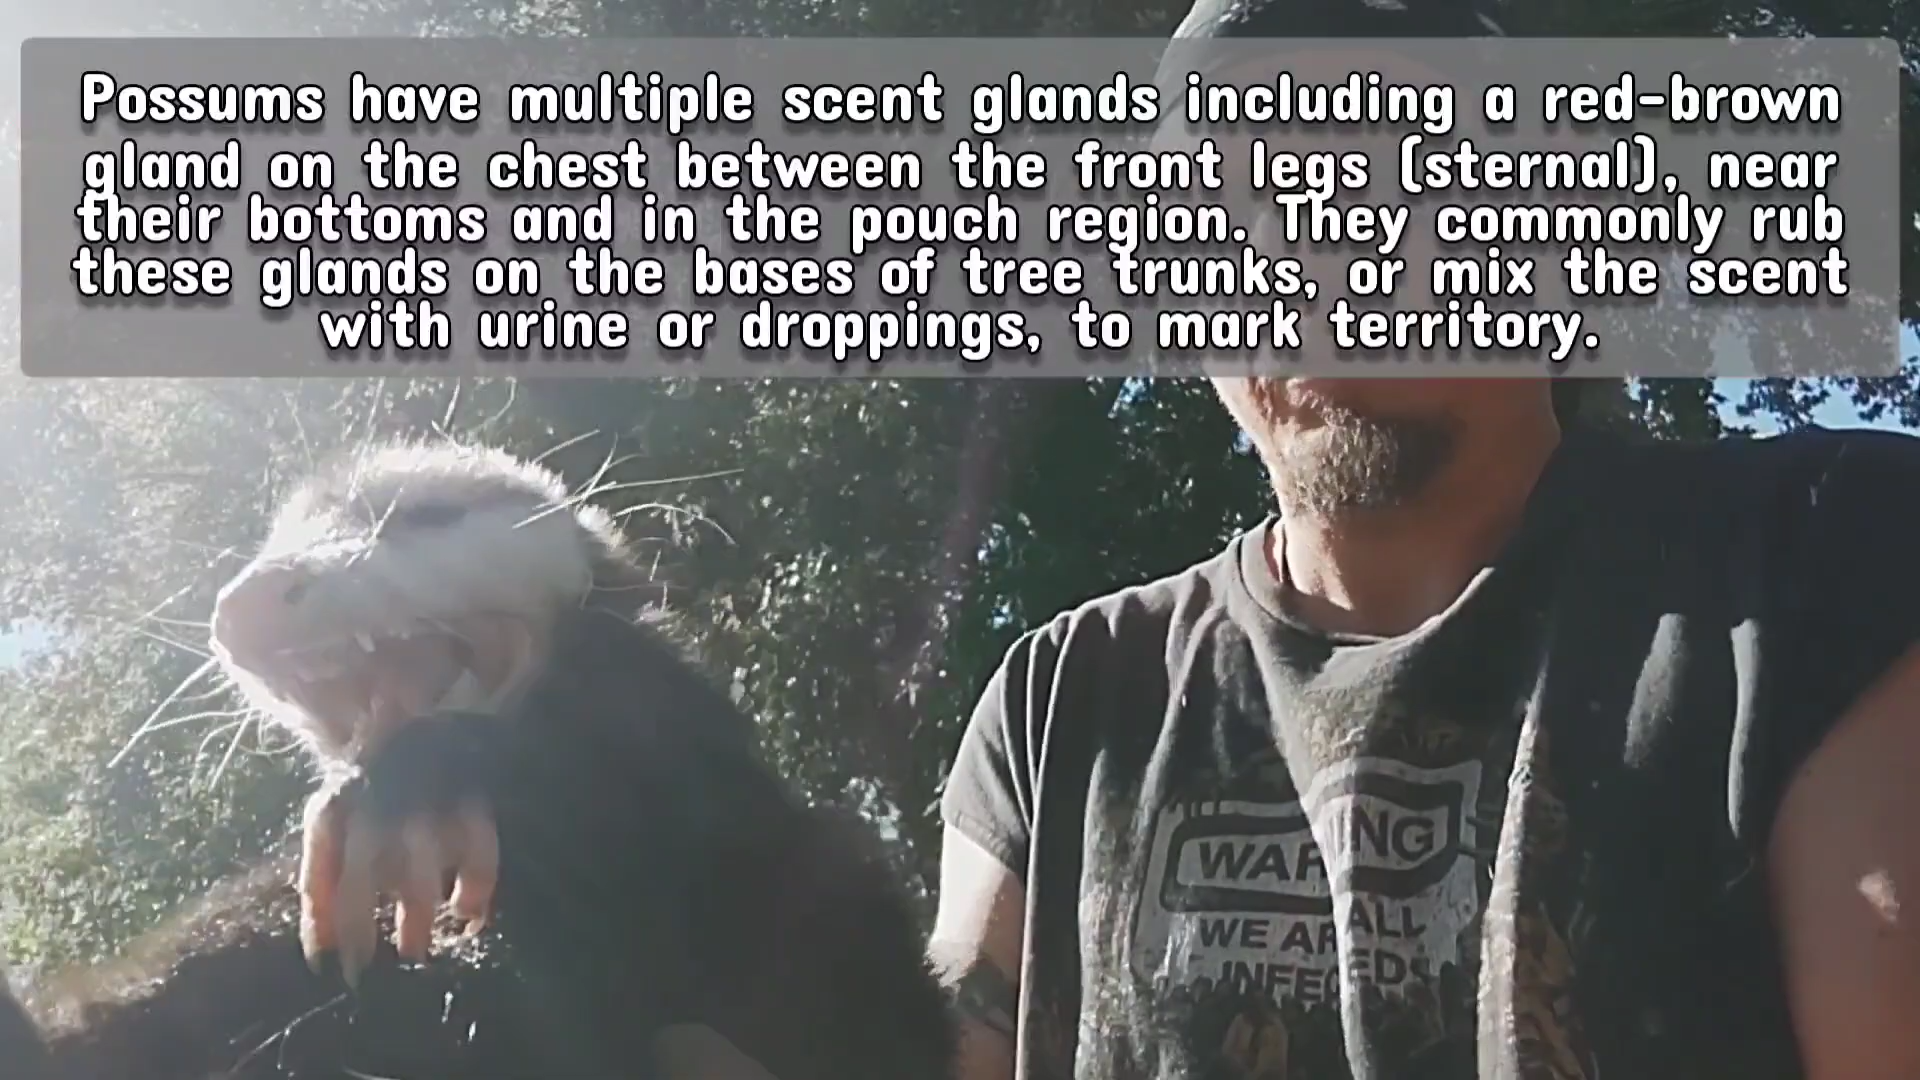 Possums have multiple scent glands including a red-brown
gland on the chest between the front legs (sternal), near
their bottoms and in the pouch region. They commonly rub
these glands on the bases of tree trunks, or mix the scent
with urine or droppings, to mark territory.
WE ALL